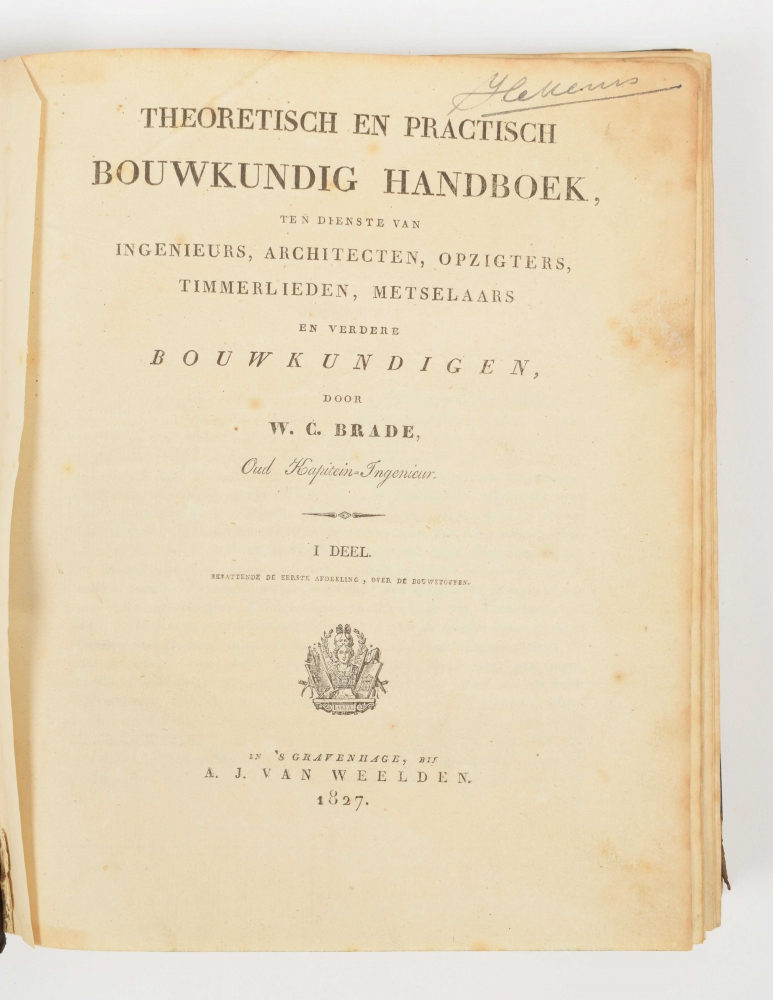 THEORETISCH EN PRACTISCH
BOUWKUNDIG HANDBOEK,
TEN DIENSTE VAN
INGENIEURS, ARCHITECTEN, OPZIGTERS,
TIMMERLIEDEN, METSELAARS
EN VERDERE
BOUWKUNDIGEN,
DOOR
W. C. BRADE,
Oud Kapitein=Ingenieur.
I DEEL.
BEVATTENDE DE EERSTE AFDEELING, OVER DE BOUWSTOFFEN.
IN 'S GRAVENHAGE, BIJ
A. J. VAN WEELDEN.
1827.